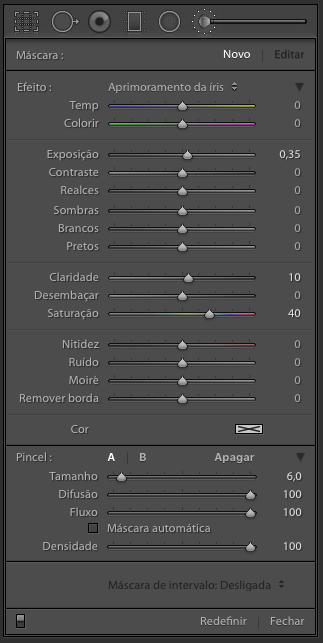 Máscara : Novo | Editar
Efeito : Aprimoramento da íris
Temp 0
Colorir 0
Exposição 0,35
Contraste 0
Realces 0
Sombras 0
Brancos 0
Pretos 0
Claridade 10
Desembaçar 0
Saturação 40
Nitidez 0
Ruído 0
Moiré 0
Remover borda 0
Cor
Pincel : A | B Apagar
Tamanho 6,0
Difusão 100
Fluxo 100
Máscara automática
Densidade 100
Máscara de intervalo: Desligada
Redefinir Fechar